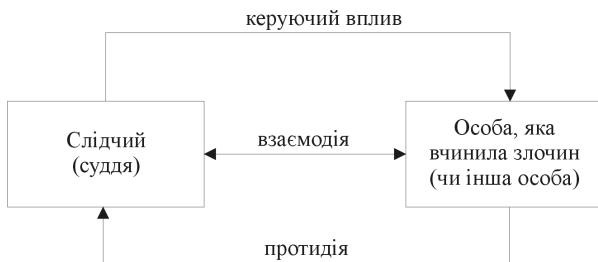 керуючий вплив
Слідчий
(суддя)
взаємодія
Особа, яка
вчинила злочин
(чи інша особа)
протидія